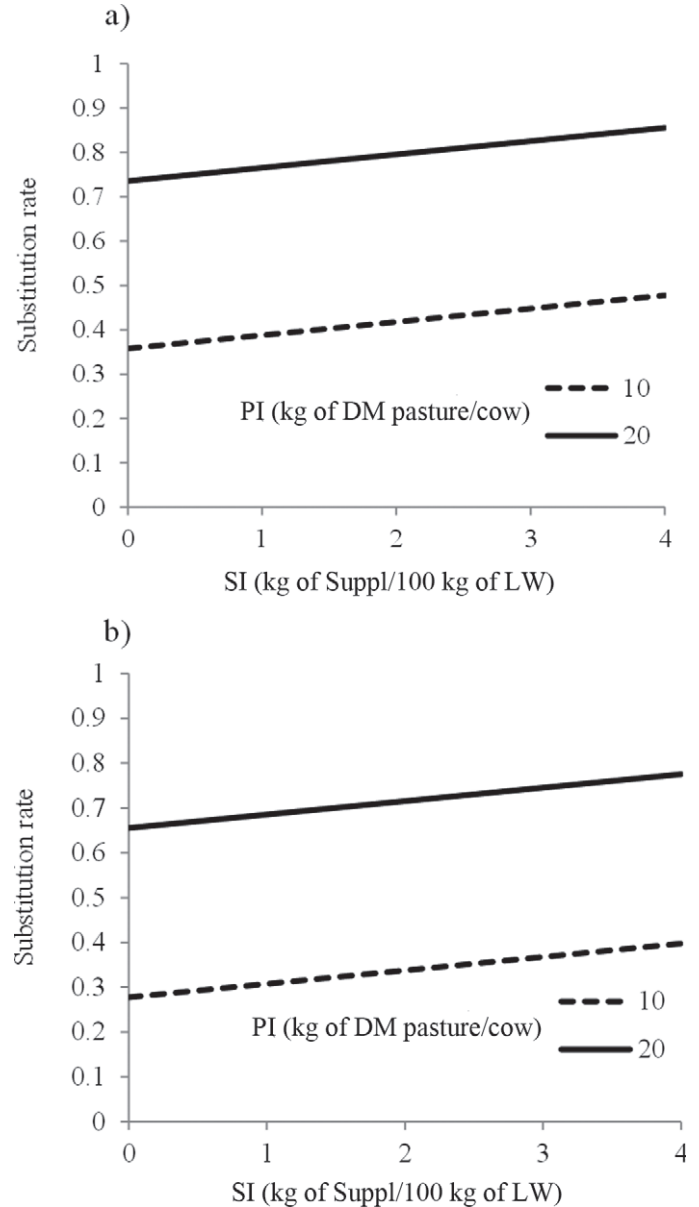 a)
1
0.9
0.8
0.7
0.6
0.5
0.4
0.3
0.2
0.1
0
Substitution rate
PI (kg of DM pasture/cow)
10
20
0 1 2 3 4
SI (kg of Suppl/100 kg of LW)
b)
1
0.9
0.8
0.7
0.6
0.5
0.4
0.3
0.2
0.1
0
Substitution rate
PI (kg of DM pasture/cow)
10
20
0 1 2 3 4
SI (kg of Suppl/100 kg of LW)